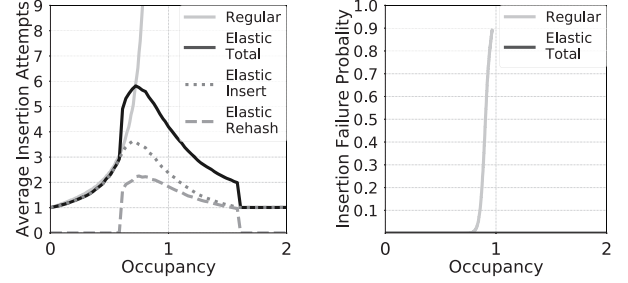 Average Insertion Attempts
9
8
7
6
5
4
3
2
1
0
Regular
Elastic
Total
Elastic
Insert
Elastic
Rehash
0
1
2
Occupancy
Insertion Failure Probality
1.0
0.9
0.8
0.7
0.6
0.5
0.4
0.3
0.2
0.1
Regular
Elastic
Total
0
1
2
Occupancy